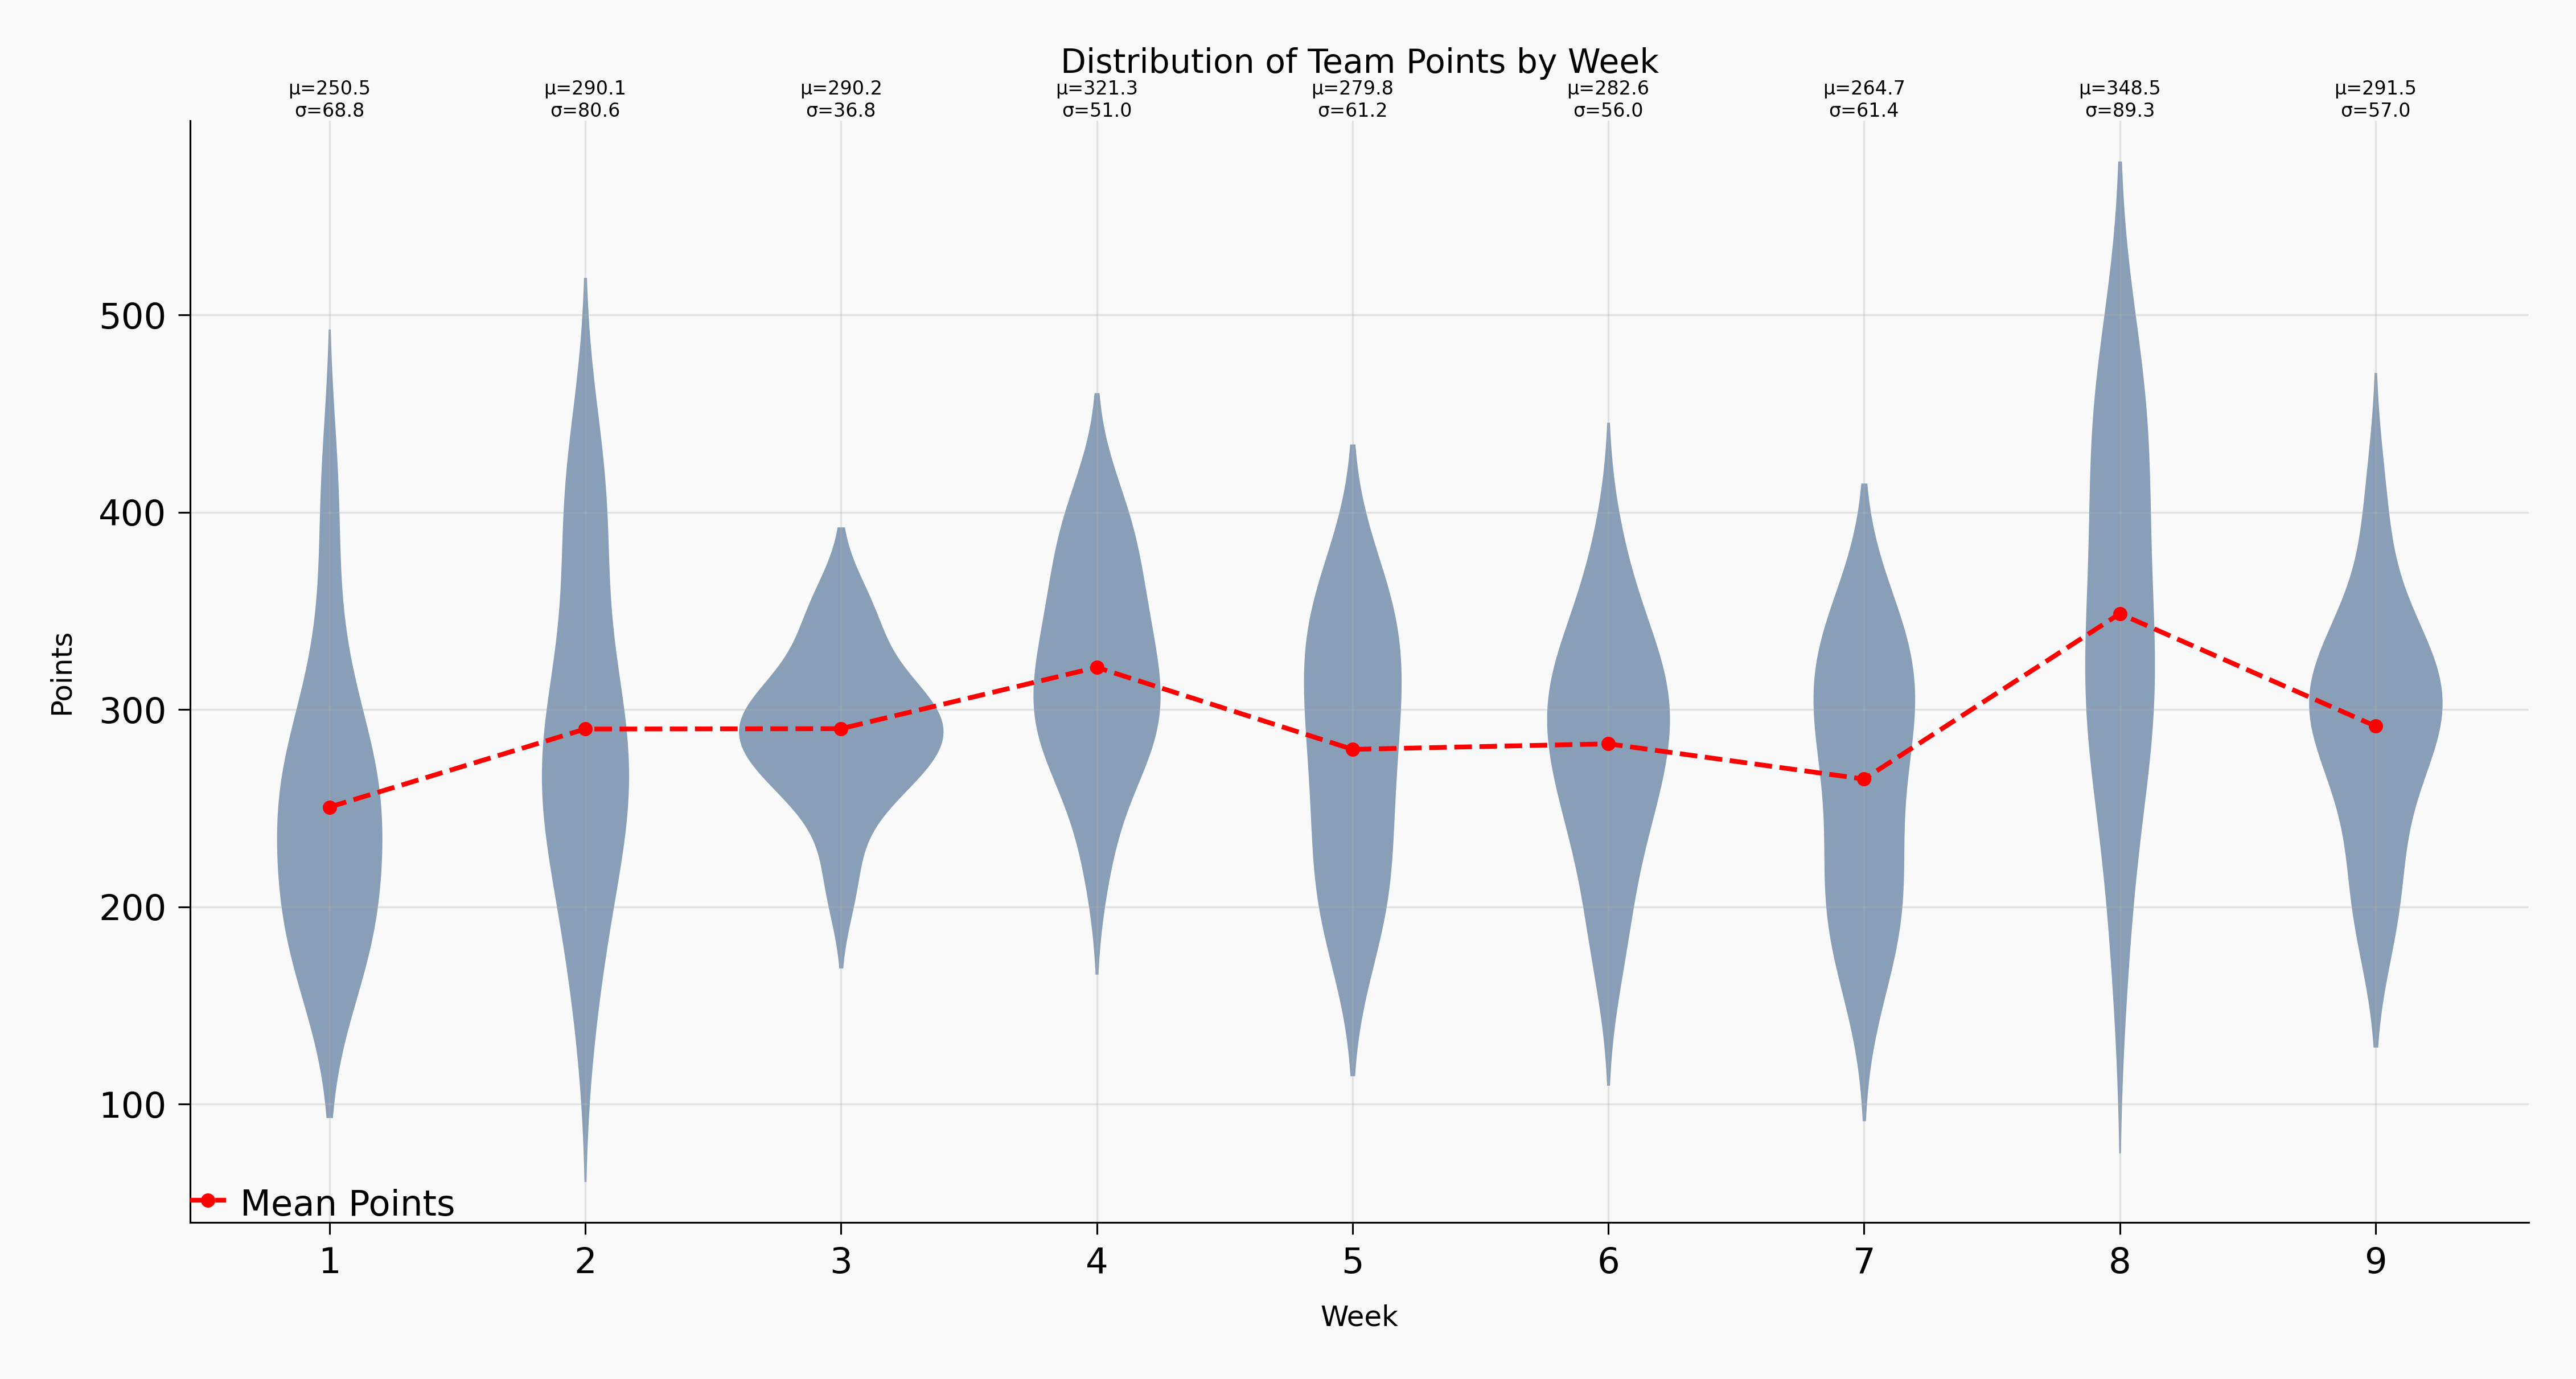 Distribution of Team Points by Week
μ=250.5 μ=290.1 μ=290.2 μ=321.3 μ=279.8 μ=282.6 μ=264.7 μ=348.5 μ=291.5
σ=68.8 σ=80.6 σ=36.8 σ=51.0 σ=61.2 σ=56.0 σ=61.4 σ=89.3 σ=57.0
Points
500
400
300
200
100
Mean Points
1 2 3 4 5 6 7 8 9
Week